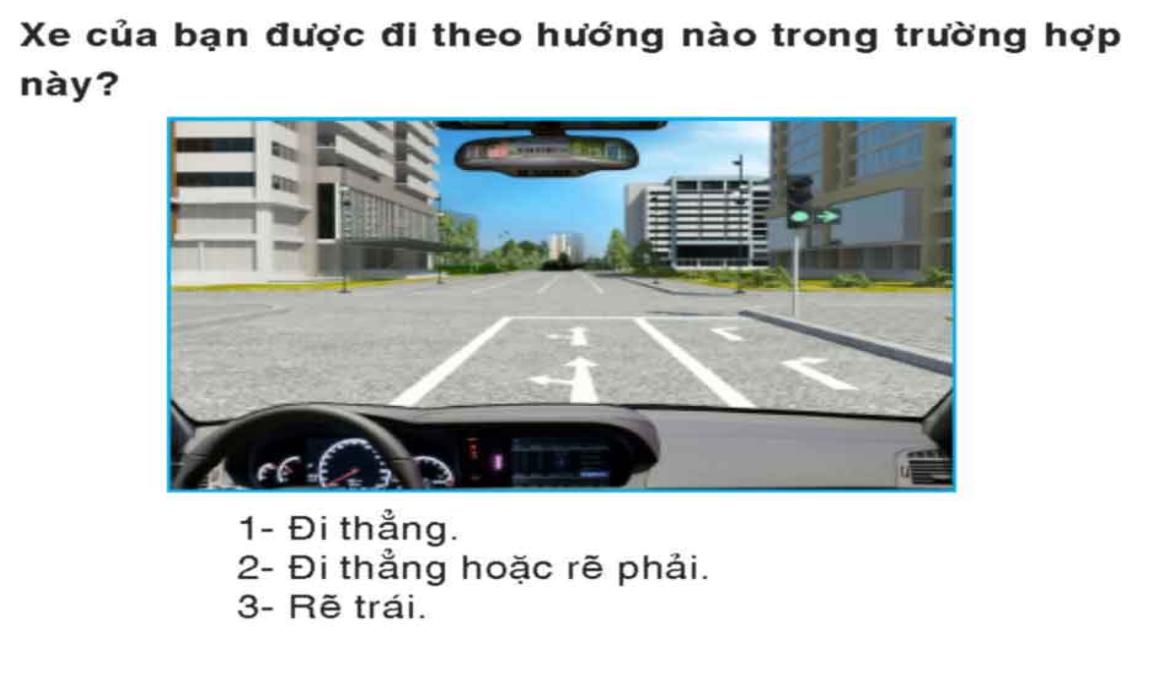 Xe của bạn được đi theo hướng nào trong trường hợp
này?
1- Đi thẳng.
2- Đi thẳng hoặc rẽ phải.
3- Rẽ trái.